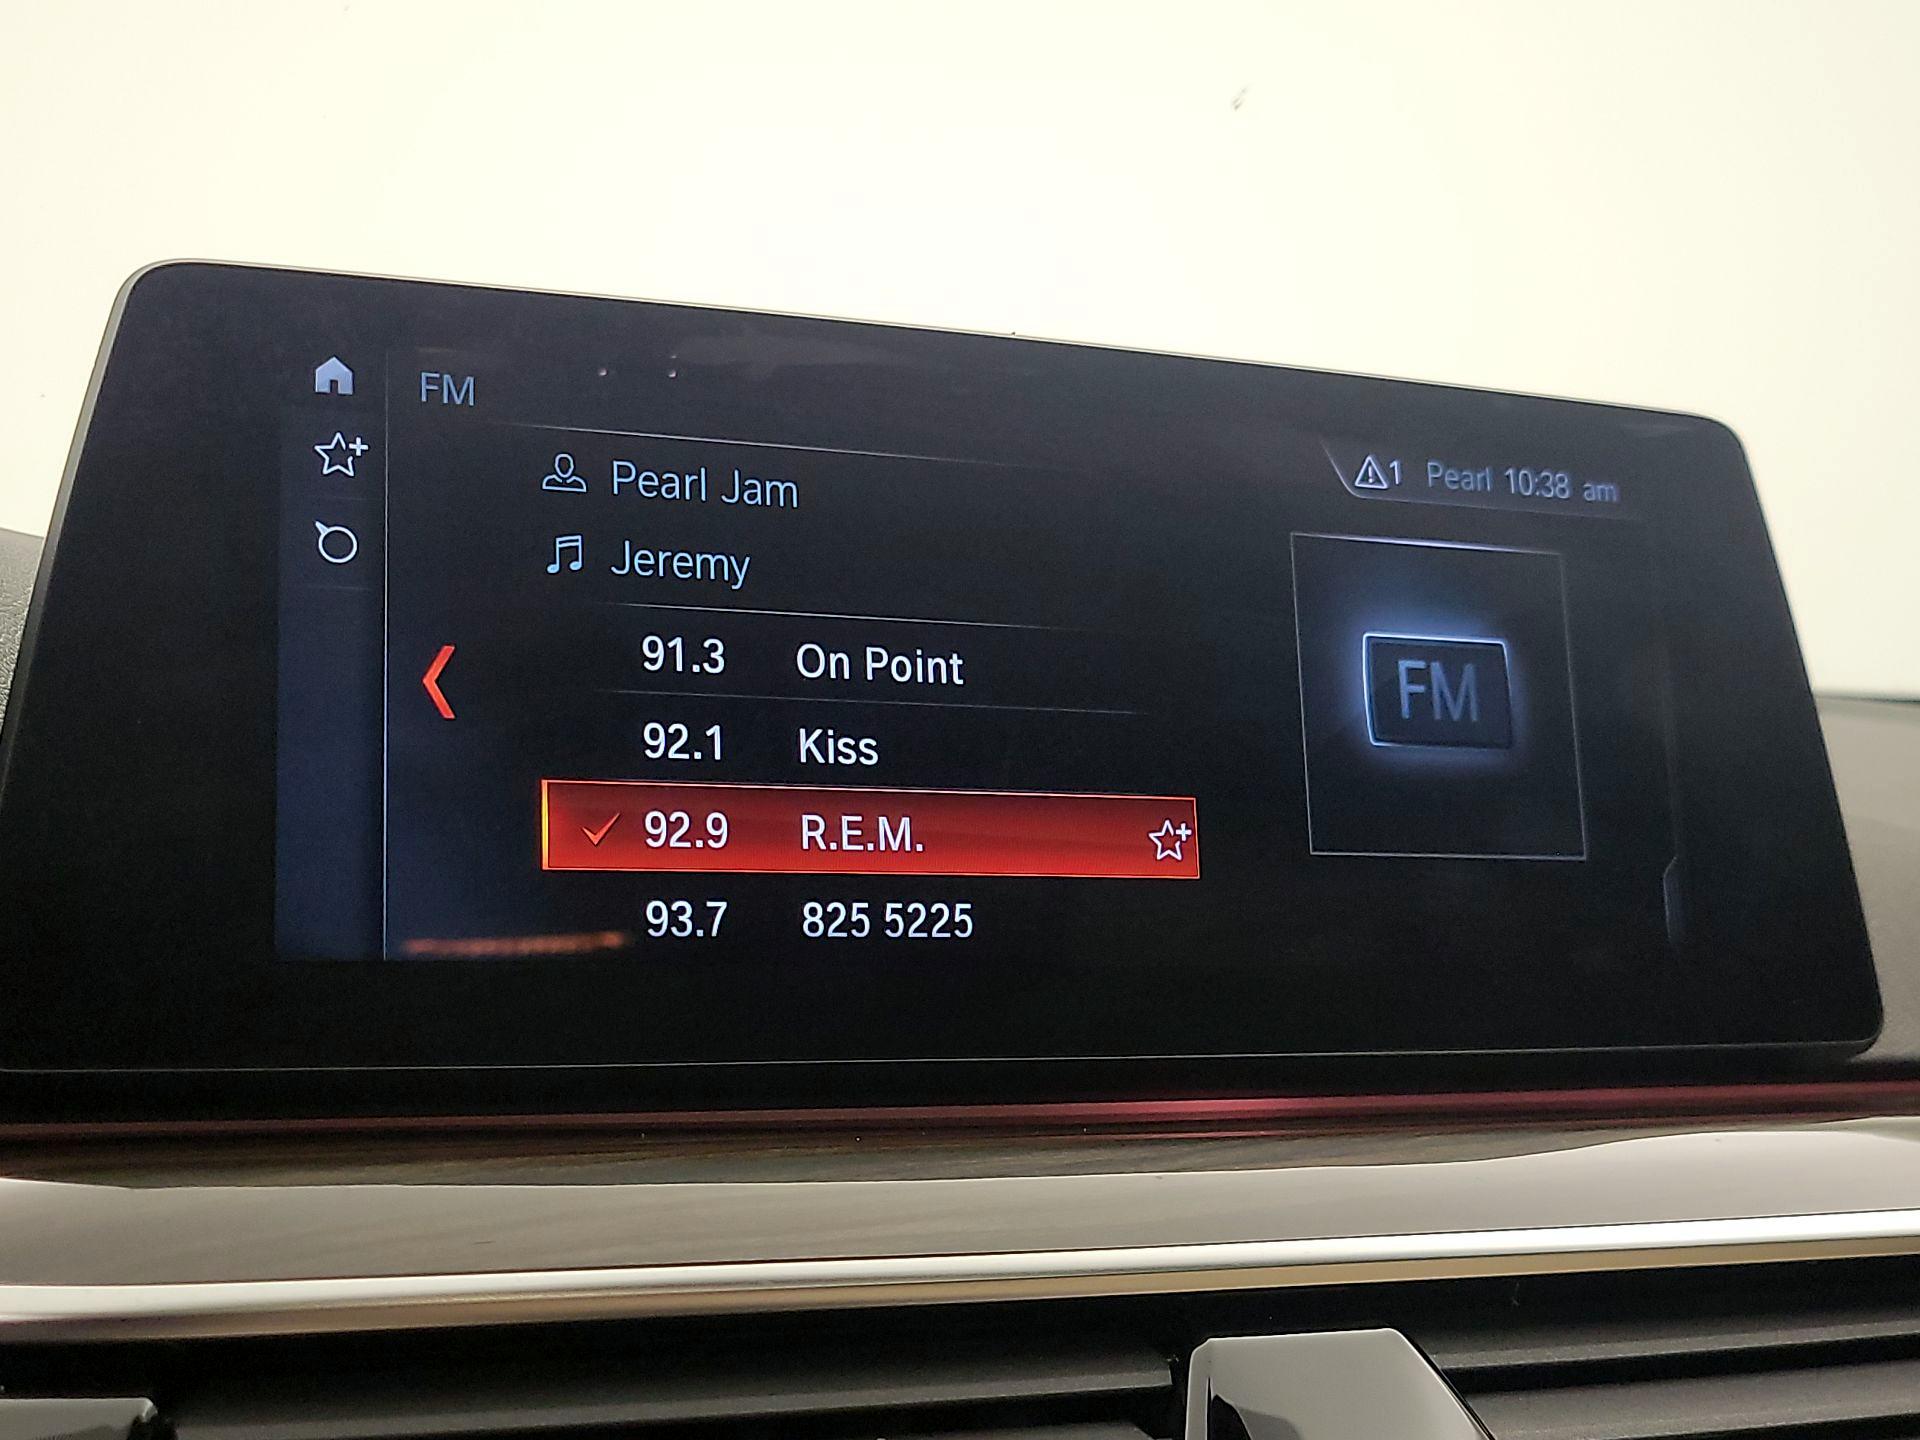 FM
1 Pearl 10:38 am
Pearl Jam
Jeremy
91.3 On Point
92.1 Kiss
92.9 R.E.M.
93.7 825 5225
FM